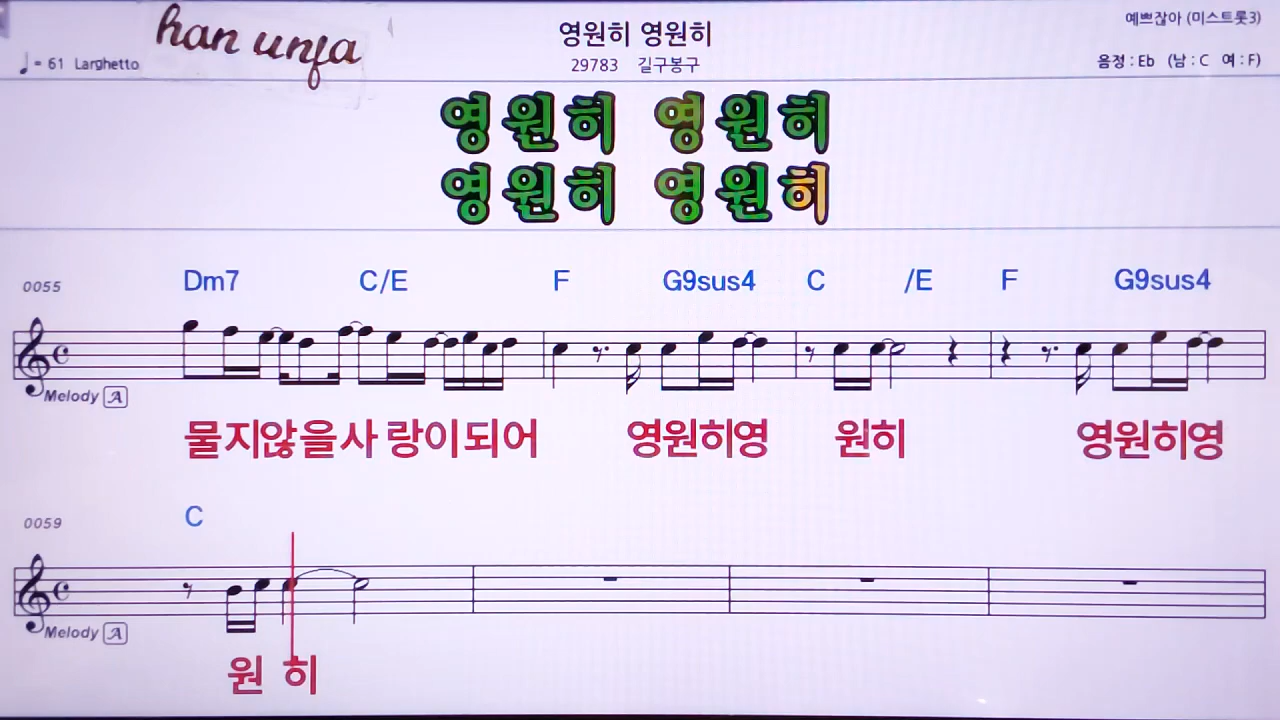 han unfa
♩= 61 Larghetto
영원히 영원히
29783 길구봉구
예쁘잖아 (미스트롯3)
음정 : Eb (남 : C 여 : F)
영원히 영원히
영원히 영원히
0055
Dm7 C/E F G9sus4 C /E F G9sus4
Melody A
물지않을사 랑이되어 영원히영 원히 영원히영
0059
C
Melody A
원 히